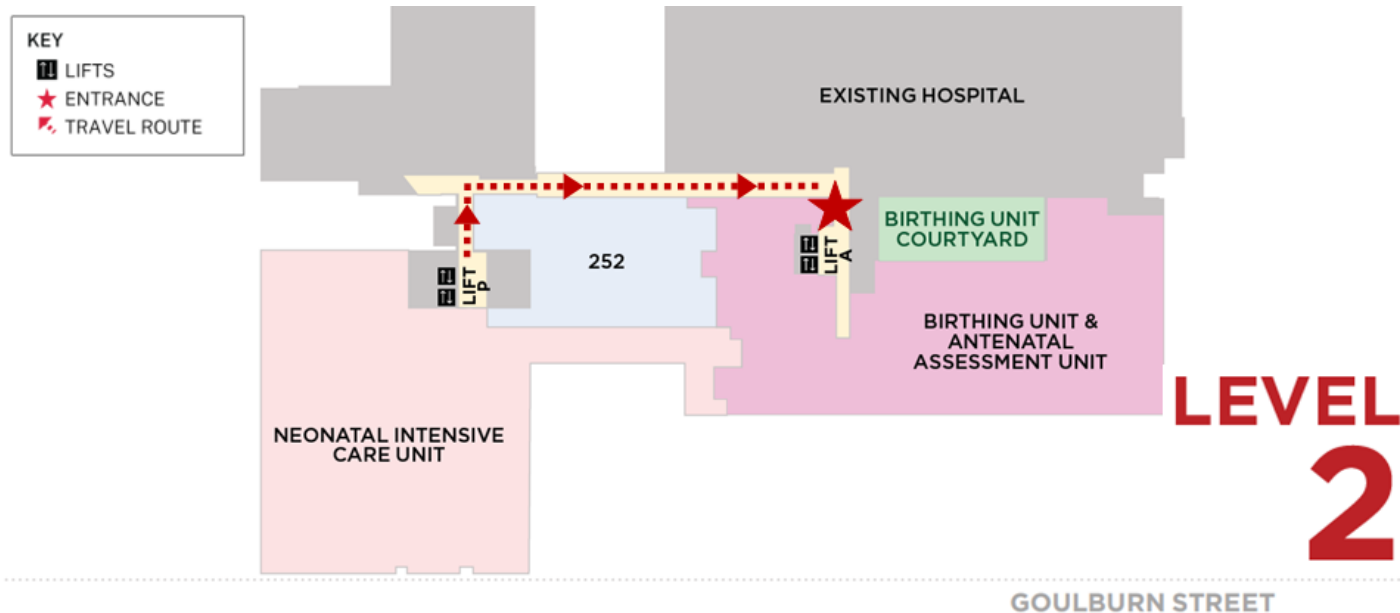 KEY
LIFTS
ENTRANCE
TRAVEL ROUTE
EXISTING HOSPITAL
BIRTHING UNIT
COURTYARD
252
LIFT
A
LIFT
P
BIRTHING UNIT &
ANTENATAL
ASSESSMENT UNIT
NEONATAL INTENSIVE
CARE UNIT
LEVEL
2
GOULBURN STREET